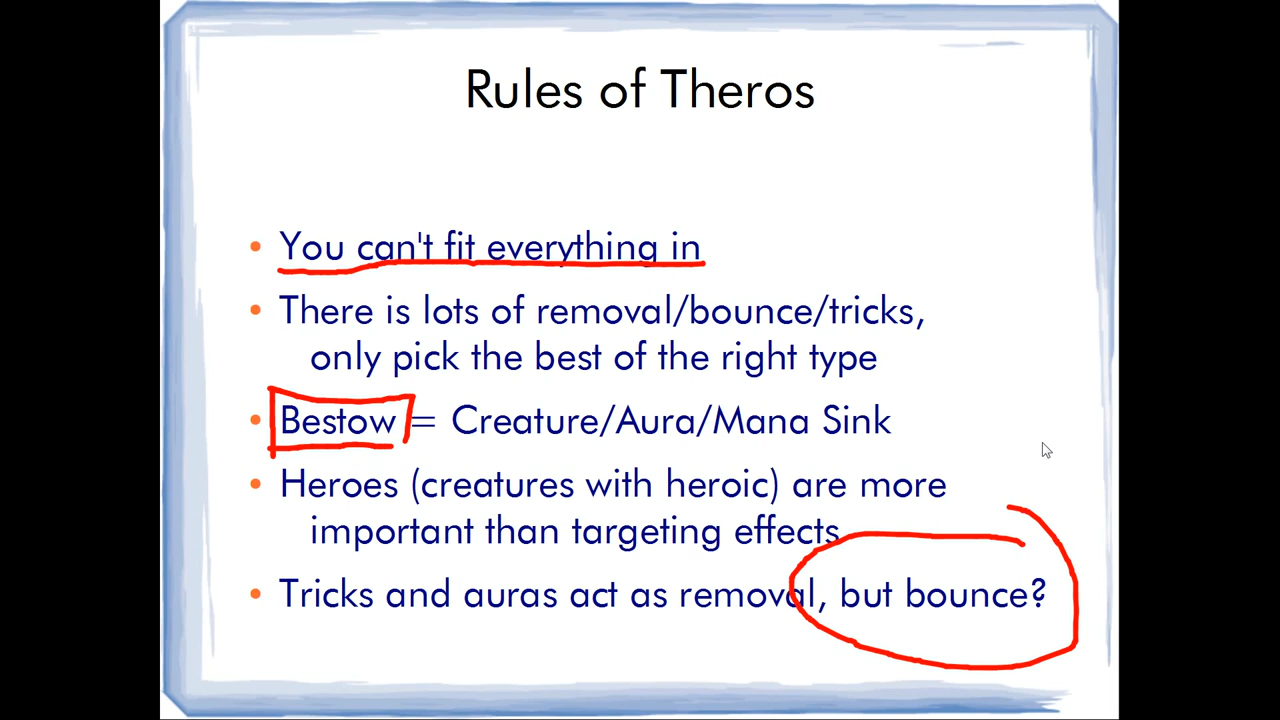 Rules of Theros
• You can't fit everything in
• There is lots of removal/bounce/tricks,
only pick the best of the right type
• Bestow = Creature/Aura/Mana Sink
• Heroes (creatures with heroic) are more
important than targeting effects
• Tricks and auras act as removal, but bounce?